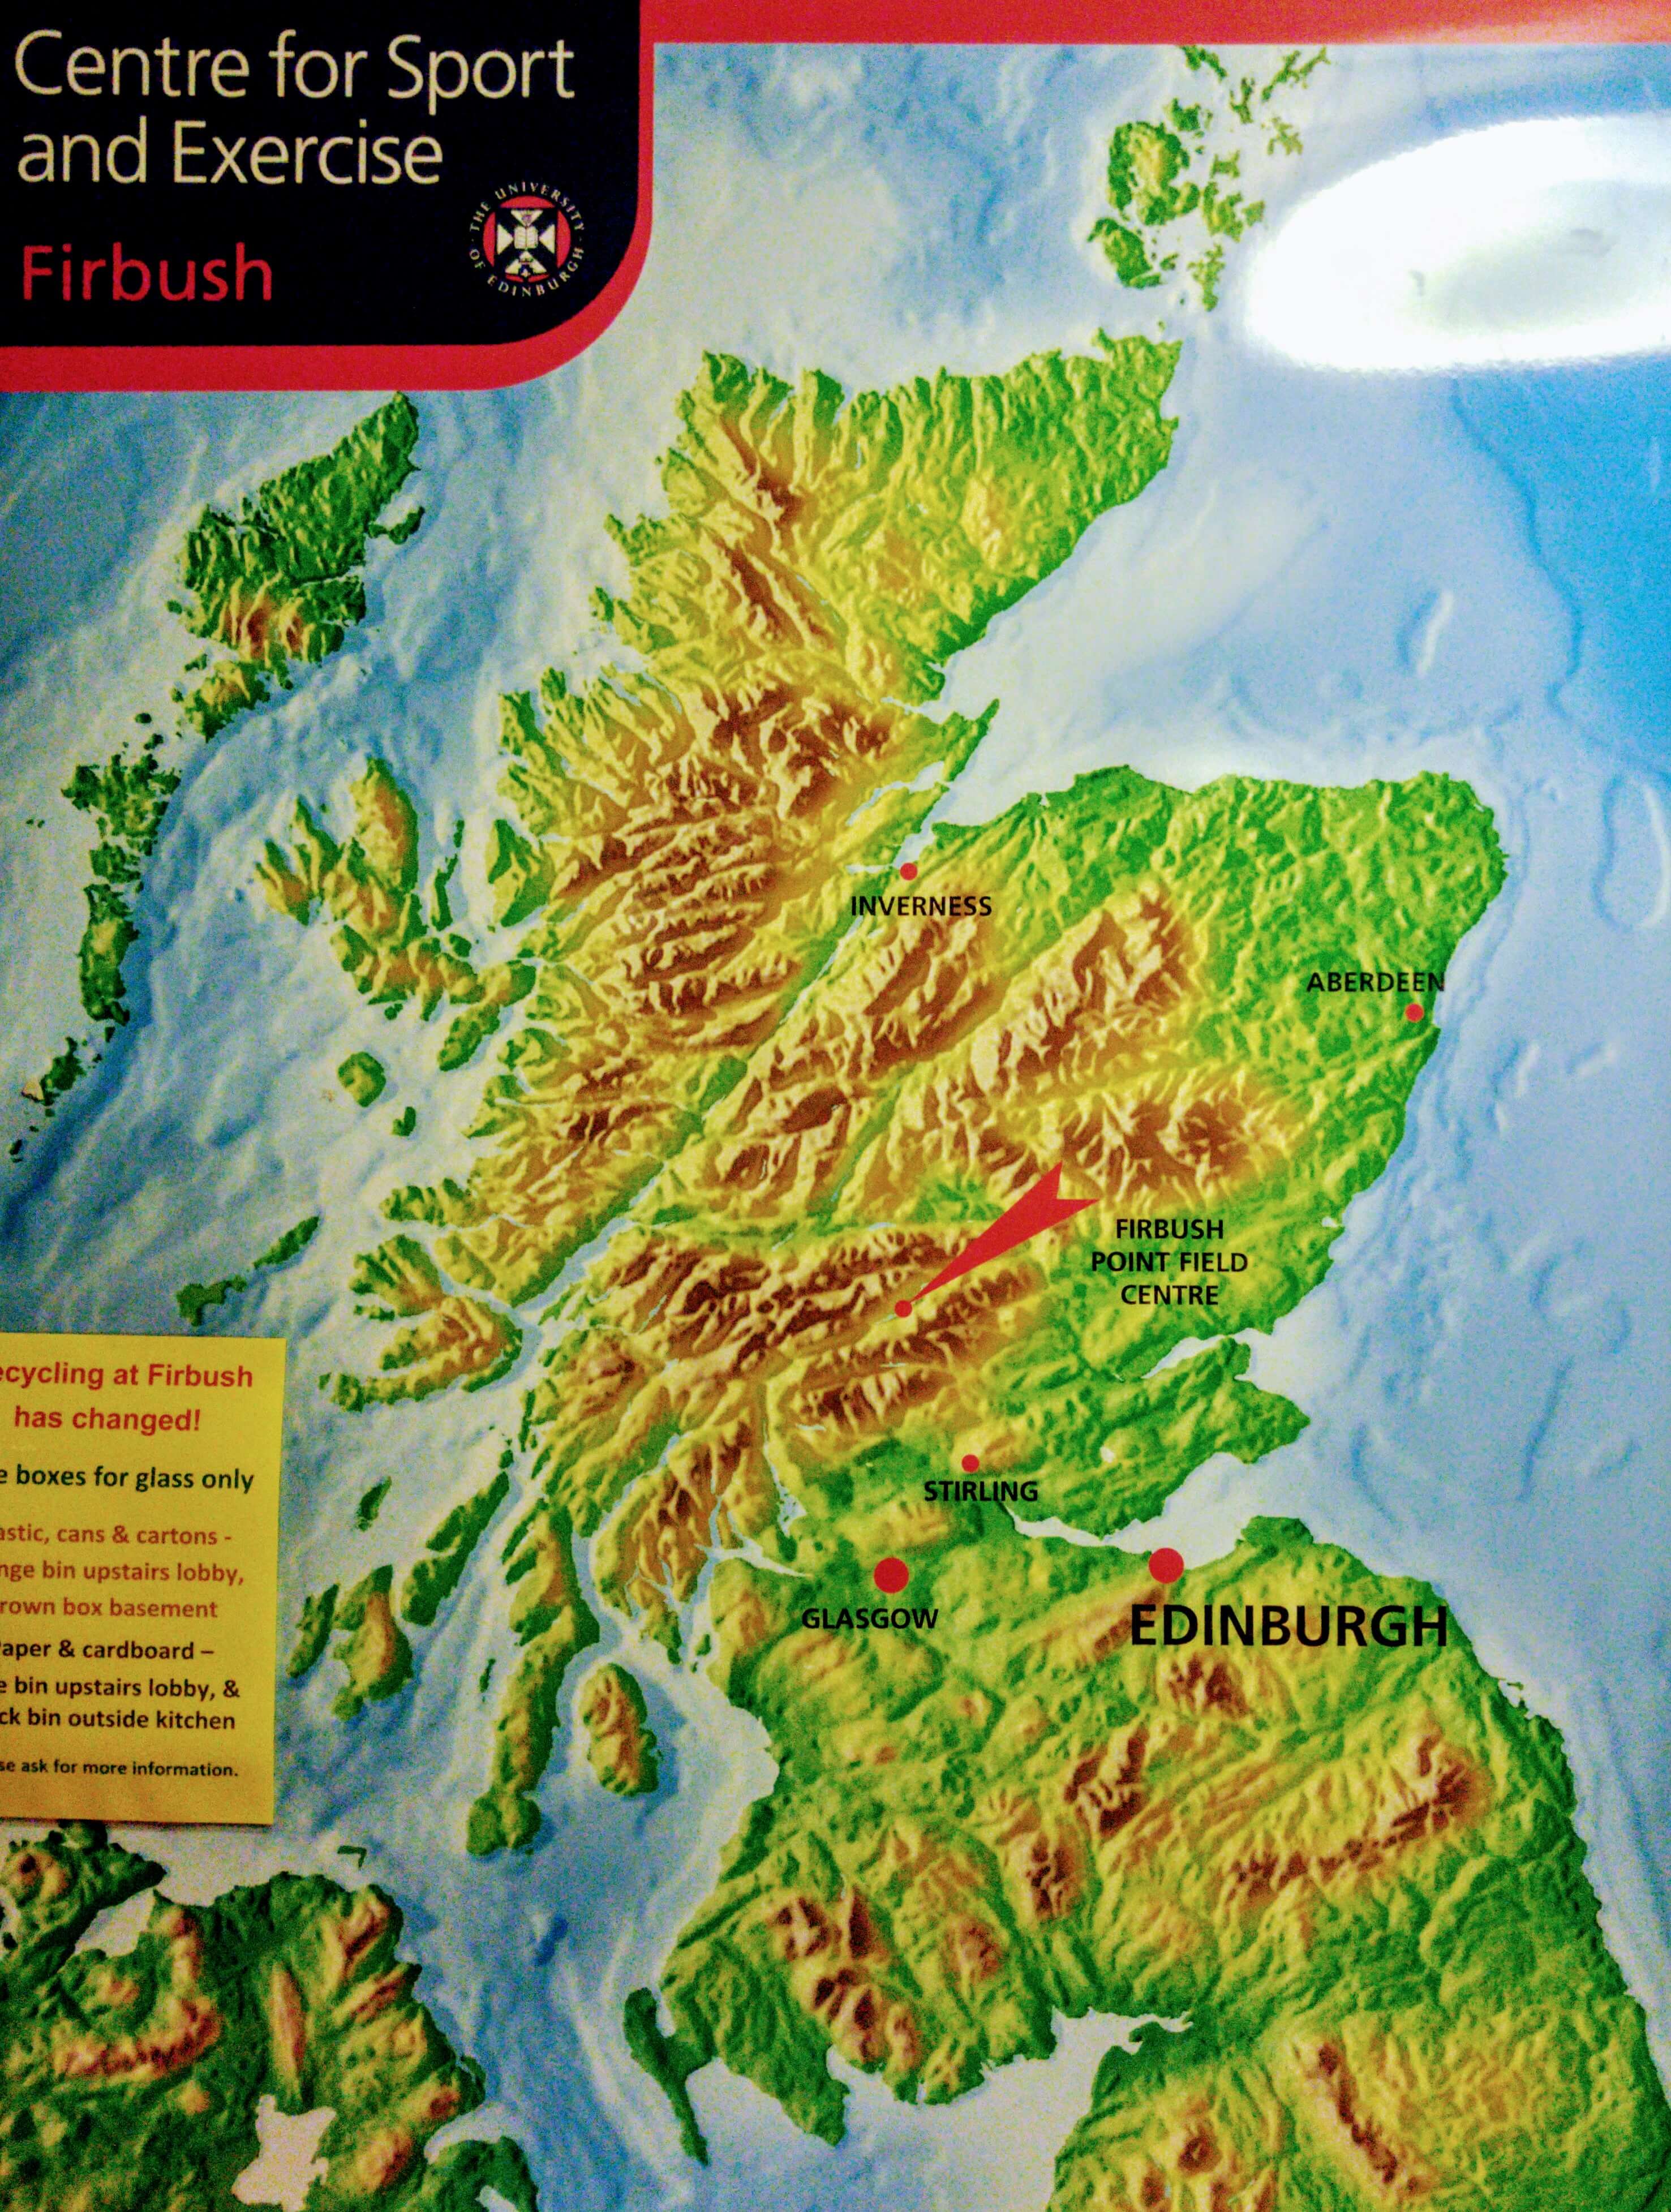 Centre for Sport
and Exercise
Firbush
THE UNIVERSITY
OF EDINBURGH
INVERNESS
ABERDEEN
FIRBUSH
POINT FIELD
CENTRE
STIRLING
GLASGOW
EDINBURGH
ecycling at Firbush
has changed!
e boxes for glass only
astic, cans & cartons -
nge bin upstairs lobby,
rown box basement
aper & cardboard –
e bin upstairs lobby, &
ck bin outside kitchen
se ask for more information.